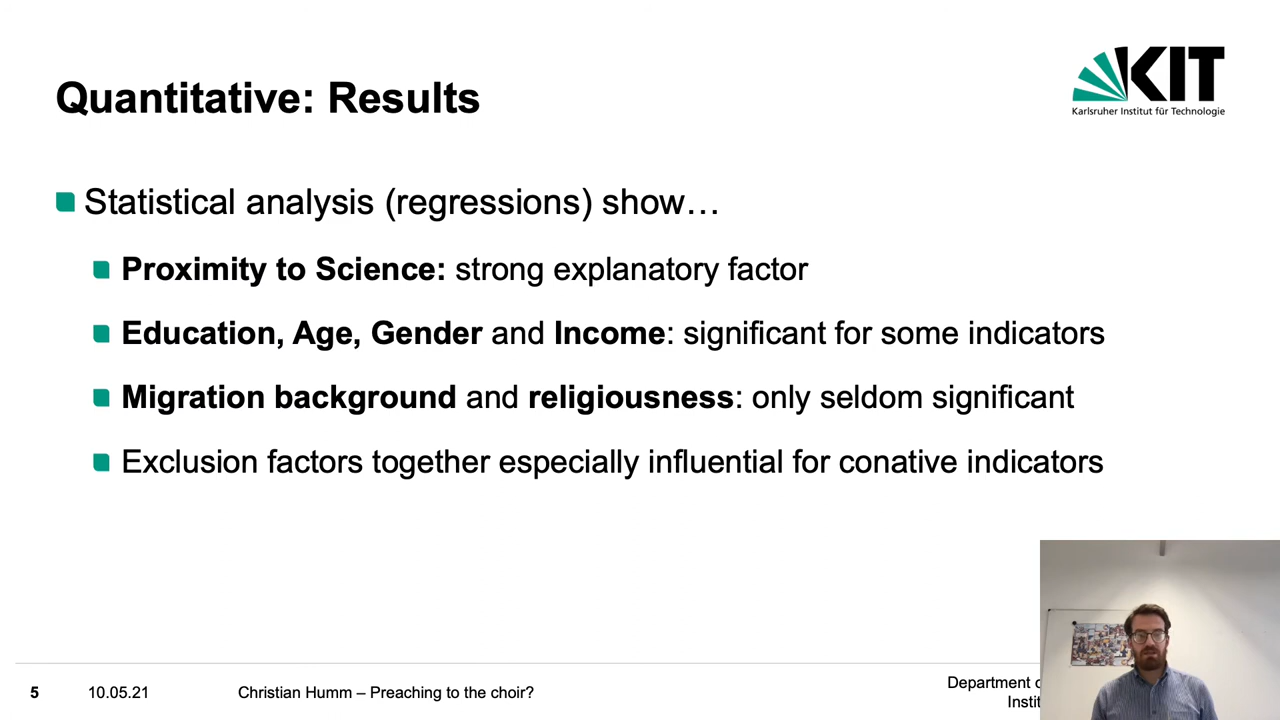 Quantitative: Results
KIT
Karlsruher Institut für Technologie
Statistical analysis (regressions) show…
Proximity to Science: strong explanatory factor
Education, Age, Gender and Income: significant for some indicators
Migration background and religiousness: only seldom significant
Exclusion factors together especially influential for conative indicators
5 10.05.21 Christian Humm – Preaching to the choir?
Department